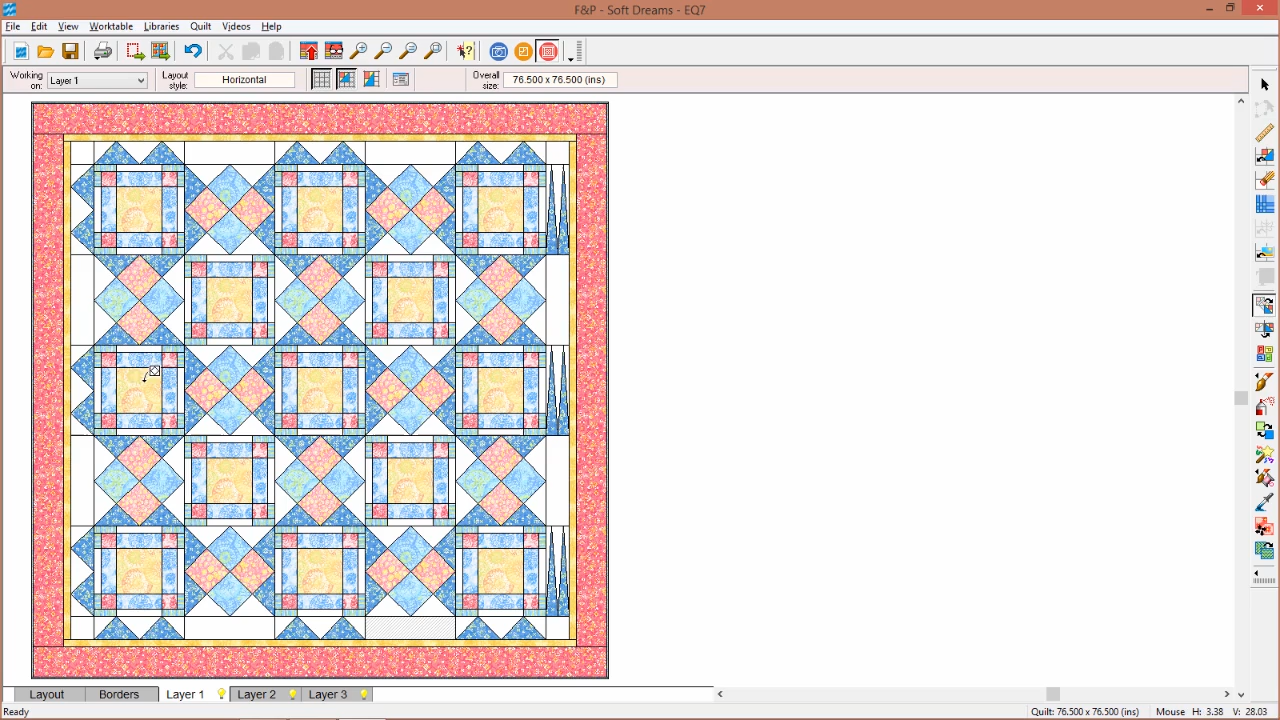 F&P - Soft Dreams - EQ7
File Edit View Worktable Libraries Quilt Videos Help
Working on: Layer 1 Layout style: Horizontal Overall size: 76.500 x 76.500 (ins)
Layout Borders Layer 1 Layer 2 Layer 3
Ready Quilt: 76.500 x 76.500 (ins) Mouse H: 3.38 V: 28.03